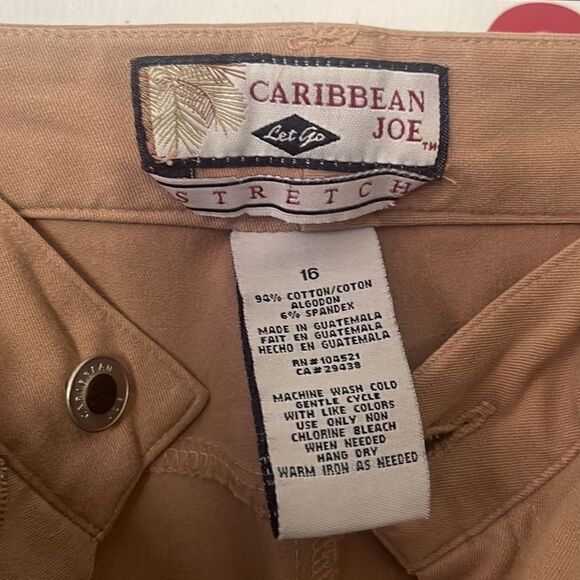 CARIBBEAN
JOE TM
Let Go
STRETCH
16
94% COTTON/COTON
ALGODON
6% SPANDEX
MADE IN GUATEMALA
FAIT EN GUATEMALA
HECHO EN GUATEMALA
RN#104521
CA#29438
MACHINE WASH COLD
GENTLE CYCLE
WITH LIKE COLORS
USE ONLY NON
CHLORINE BLEACH
WHEN NEEDED
HANG DRY
WARM IRON AS NEEDED
CARIBBEAN JOE